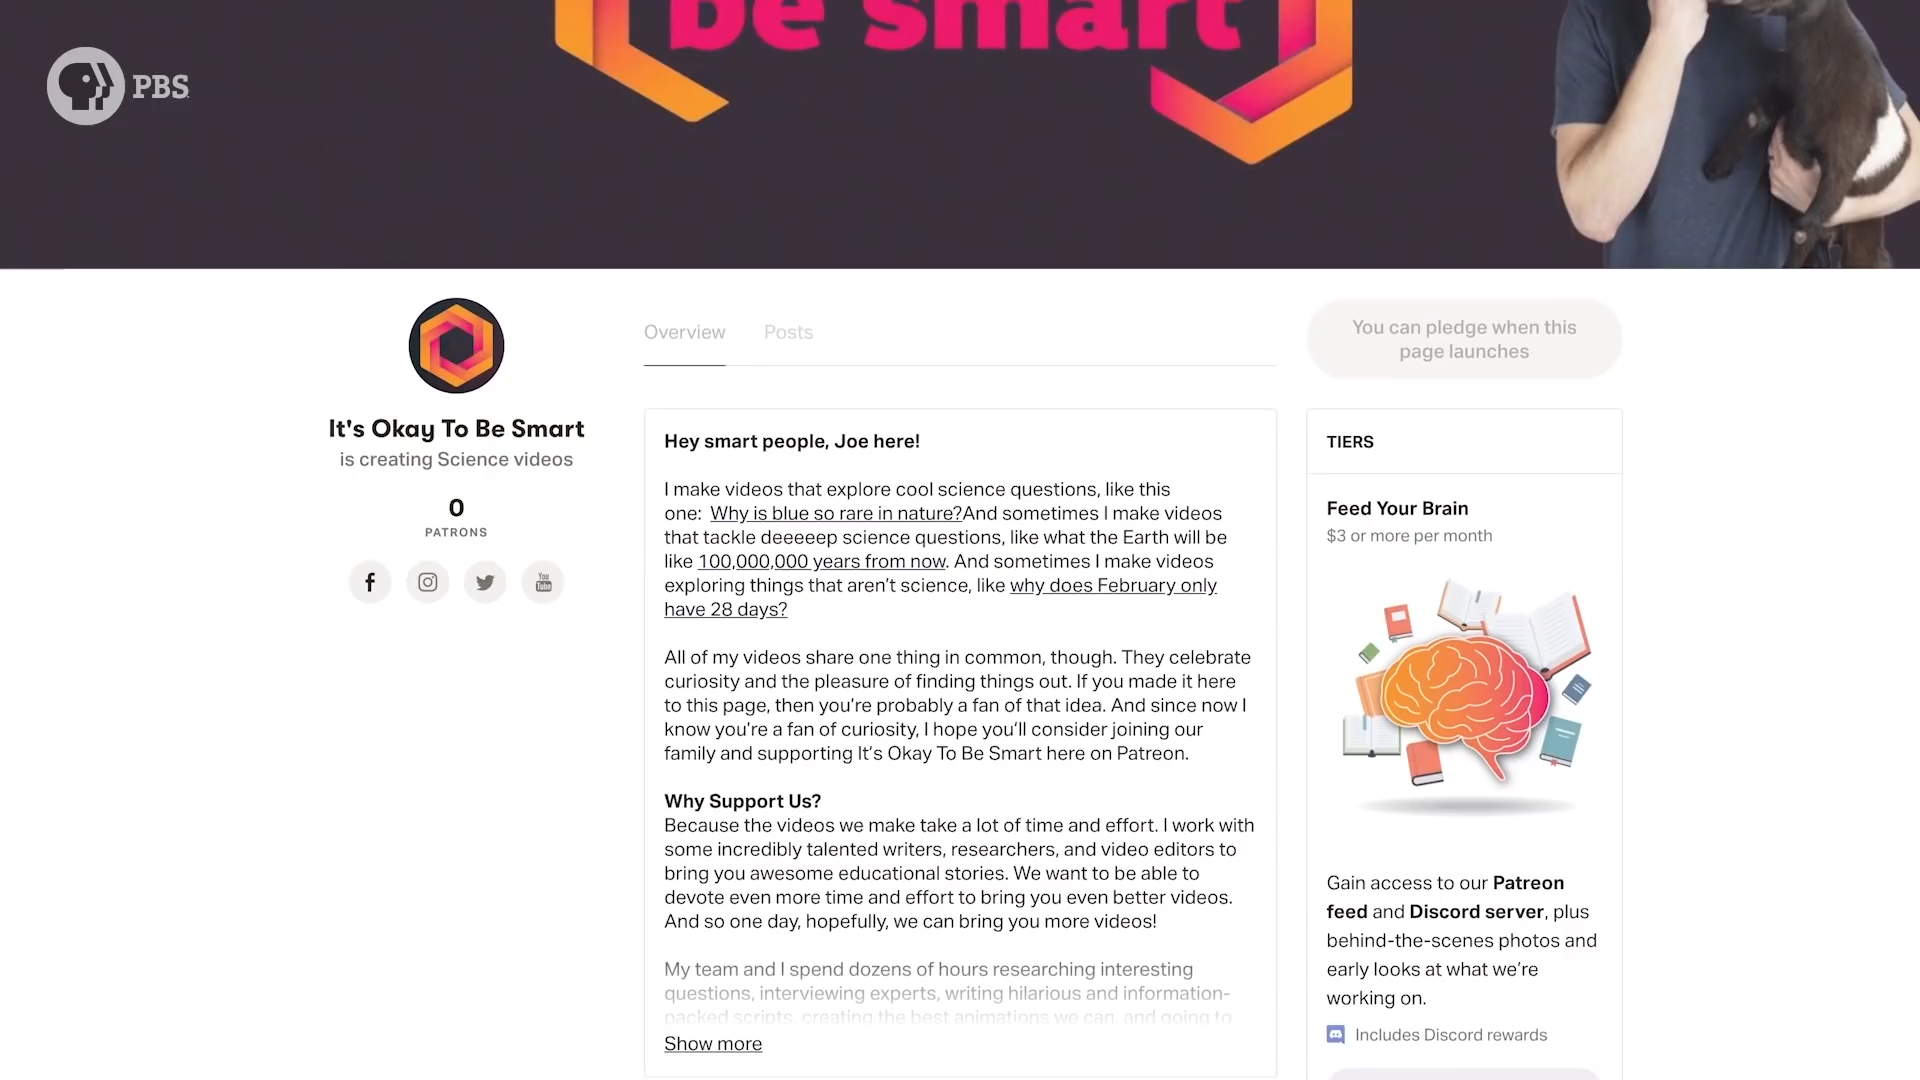 be smart
PBS
Overview
Posts
You can pledge when this
page launches
It's Okay To Be Smart
is creating Science videos
0
PATRONS
f
You
Tube
Hey smart people, Joe here!
I make videos that explore cool science questions, like this
one:  Why is blue so rare in nature?And sometimes I make videos
that tackle deeeeep science questions, like what the Earth will be
like 100,000,000 years from now. And sometimes I make videos
exploring things that aren't science, like why does February only
have 28 days?
All of my videos share one thing in common, though. They celebrate
curiosity and the pleasure of finding things out. If you made it here
to this page, then you're probably a fan of that idea. And since now I
know you're a fan of curiosity, I hope you'll consider joining our
family and supporting It's Okay To Be Smart here on Patreon.
Why Support Us?
Because the videos we make take a lot of time and effort. I work with
some incredibly talented writers, researchers, and video editors to
bring you awesome educational stories. We want to be able to
devote even more time and effort to bring you even better videos.
And so one day, hopefully, we can bring you more videos!
My team and I spend dozens of hours researching interesting
questions, interviewing experts, writing hilarious and information-
packed scripts, creating the best animations we can, and going to
Show more
TIERS
Feed Your Brain
$3 or more per month
Gain access to our Patreon
feed and Discord server, plus
behind-the-scenes photos and
early looks at what we're
working on.
Includes Discord rewards